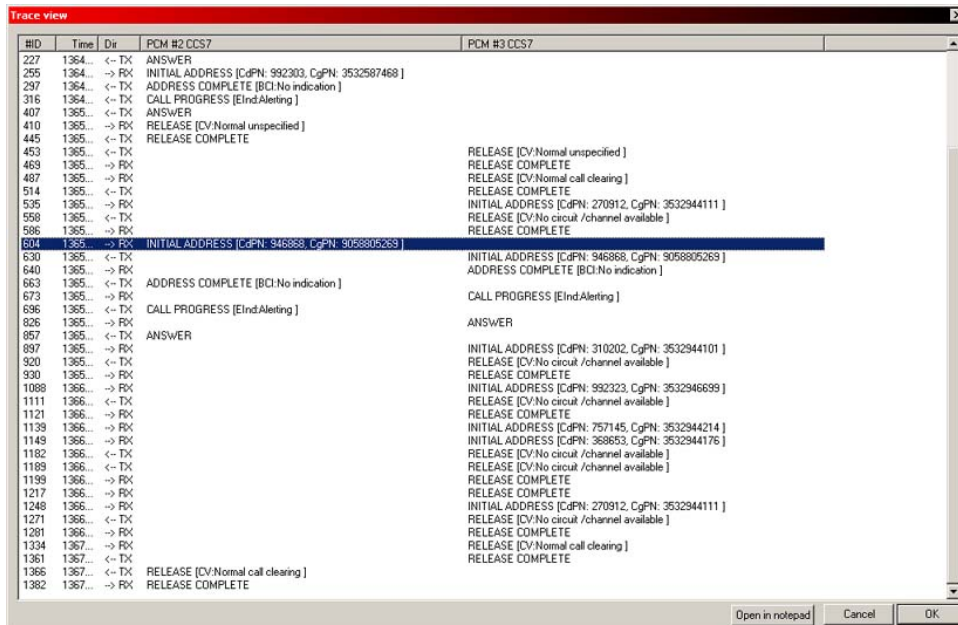 Trace view
#ID Time Dir PCM #2 CCS7 PCM #3 CCS7
227 1364... <-- TX ANSWER
255 1364... --> RX INITIAL ADDRESS [CdPN: 992303, CgPN: 3532587468 ]
297 1364... <-- TX ADDRESS COMPLETE [BCI:No indication ]
316 1364... <-- TX CALL PROGRESS [EInd:Alerting ]
407 1365... <-- TX ANSWER
410 1365... --> RX RELEASE [CV:Normal unspecified ]
445 1365... <-- TX RELEASE COMPLETE
453 1365... <-- TX RELEASE [CV:Normal unspecified ]
469 1365... --> RX RELEASE COMPLETE
487 1365... --> RX RELEASE [CV:Normal call clearing ]
514 1365... <-- TX RELEASE COMPLETE
535 1365... --> RX INITIAL ADDRESS [CdPN: 270912, CgPN: 3532944111 ]
558 1365... <-- TX RELEASE [CV:No circuit /channel available ]
586 1365... --> RX RELEASE COMPLETE
604 1365... --> RX INITIAL ADDRESS [CdPN: 946868, CgPN: 9058805269 ]
630 1365... <-- TX INITIAL ADDRESS [CdPN: 946868, CgPN: 9058805269 ]
640 1365... --> RX ADDRESS COMPLETE [BCI:No indication ]
663 1365... <-- TX ADDRESS COMPLETE [BCI:No indication ]
673 1365... --> RX CALL PROGRESS [EInd:Alerting ]
696 1365... <-- TX CALL PROGRESS [EInd:Alerting ]
826 1365... --> RX ANSWER
857 1365... <-- TX ANSWER
897 1365... --> RX INITIAL ADDRESS [CdPN: 310202, CgPN: 3532944101 ]
920 1365... <-- TX RELEASE [CV:No circuit /channel available ]
930 1365... --> RX RELEASE COMPLETE
1088 1366... --> RX INITIAL ADDRESS [CdPN: 992323, CgPN: 3532946699 ]
1111 1366... <-- TX RELEASE [CV:No circuit /channel available ]
1121 1366... --> RX RELEASE COMPLETE
1139 1366... --> RX INITIAL ADDRESS [CdPN: 757145, CgPN: 3532944214 ]
1149 1366... --> RX INITIAL ADDRESS [CdPN: 368653, CgPN: 3532944176 ]
1182 1366... <-- TX RELEASE [CV:No circuit /channel available ]
1189 1366... <-- TX RELEASE [CV:No circuit /channel available ]
1199 1366... --> RX RELEASE COMPLETE
1217 1366... --> RX RELEASE COMPLETE
1248 1366... --> RX INITIAL ADDRESS [CdPN: 270912, CgPN: 3532944111 ]
1271 1366... <-- TX RELEASE [CV:No circuit /channel available ]
1281 1366... --> RX RELEASE COMPLETE
1334 1367... --> RX RELEASE [CV:Normal call clearing ]
1361 1367... <-- TX RELEASE COMPLETE
1366 1367... <-- TX RELEASE [CV:Normal call clearing ]
1382 1367... --> RX RELEASE COMPLETE
Open in notepad Cancel OK